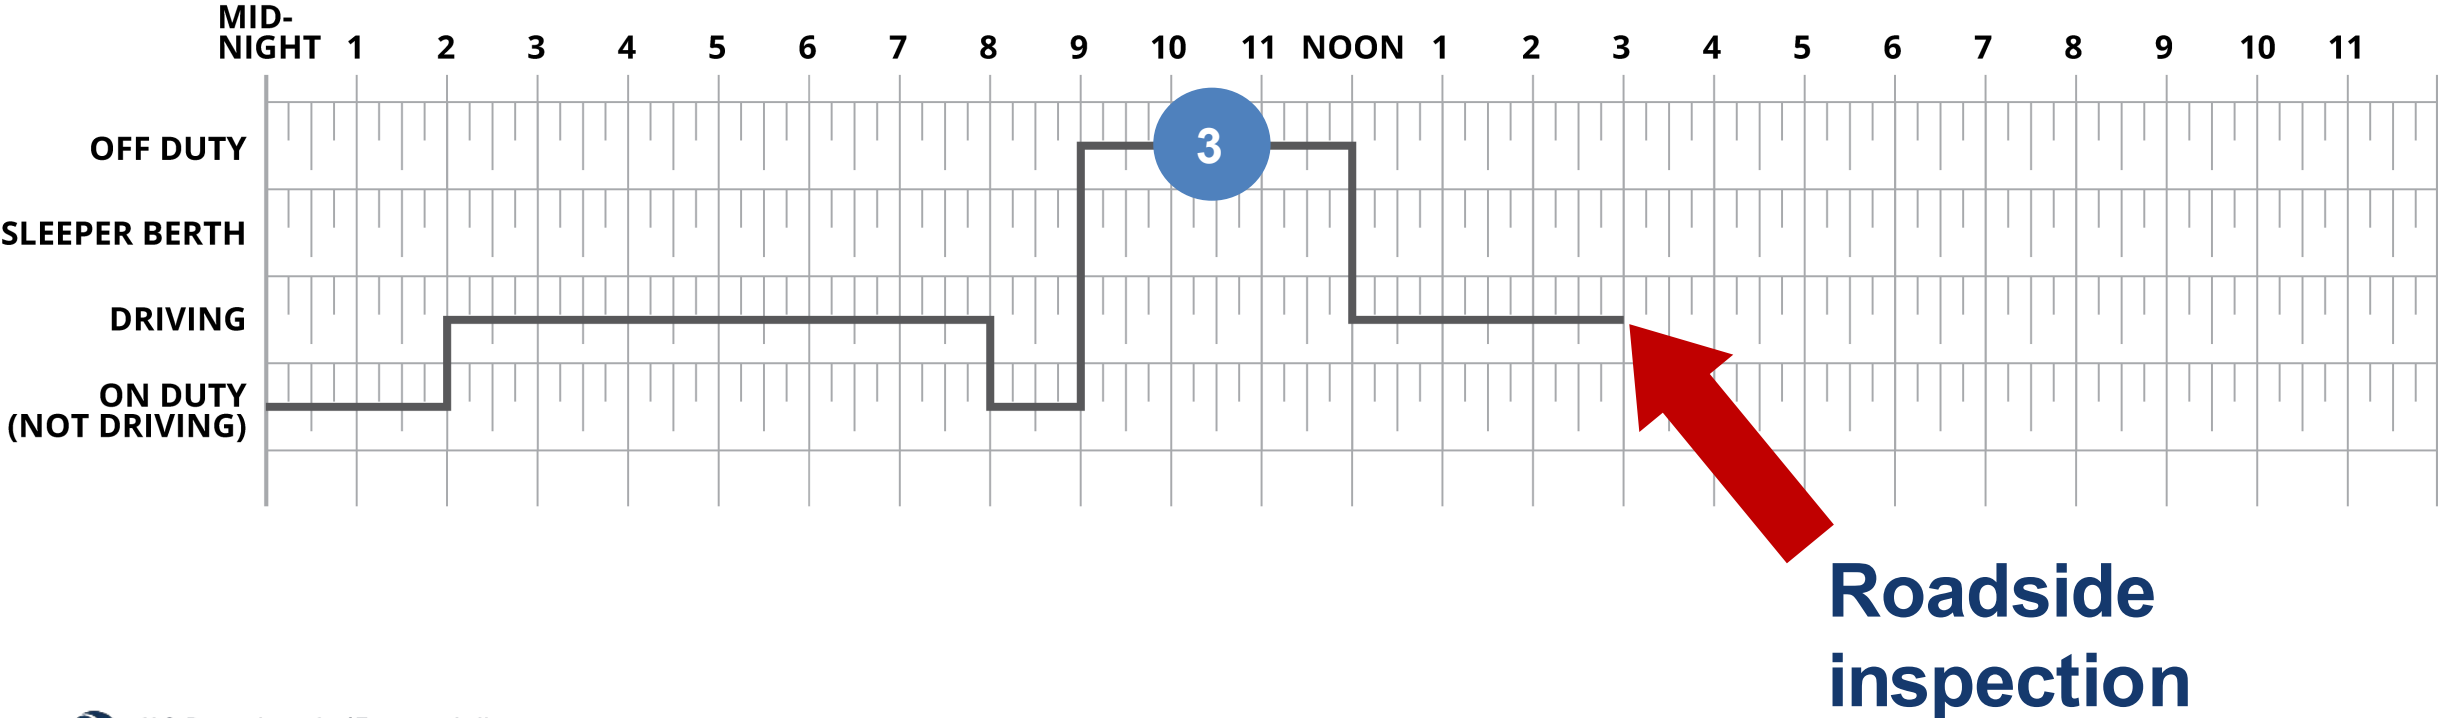 MID-
NIGHT 1 2 3 4 5 6 7 8 9 10 11 NOON 1 2 3 4 5 6 7 8 9 10 11
OFF DUTY
3
SLEEPER BERTH
DRIVING
ON DUTY
(NOT DRIVING)
Roadside
inspection